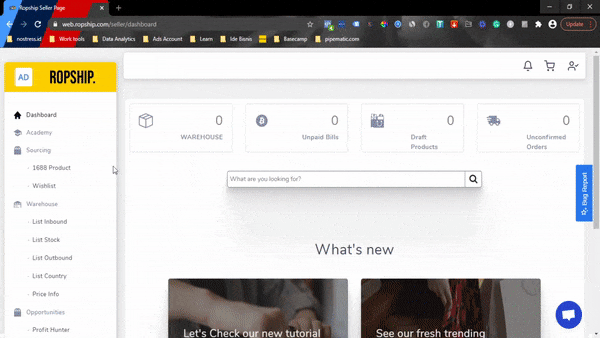 Ropship Seller Page
web.ropship.com/seller/dashboard
Update
nostress.id
Work tools
Data Analytics
Ads Account
Learn
Ide Bisnis
Basecamp
pipematic.com
AD
ROPSHIP.
Dashboard
Academy
Sourcing
1688 Product
Wishlist
Warehouse
List Inbound
List Stock
List Outbound
List Country
Price Info
Opportunities
Profit Hunter
0
WAREHOUSE
0
Unpaid Bills
0
Draft
Products
0
Unconfirmed
Orders
What are you looking for?
Bug Report
What's new
Let's Check our new tutorial
See our fresh trending